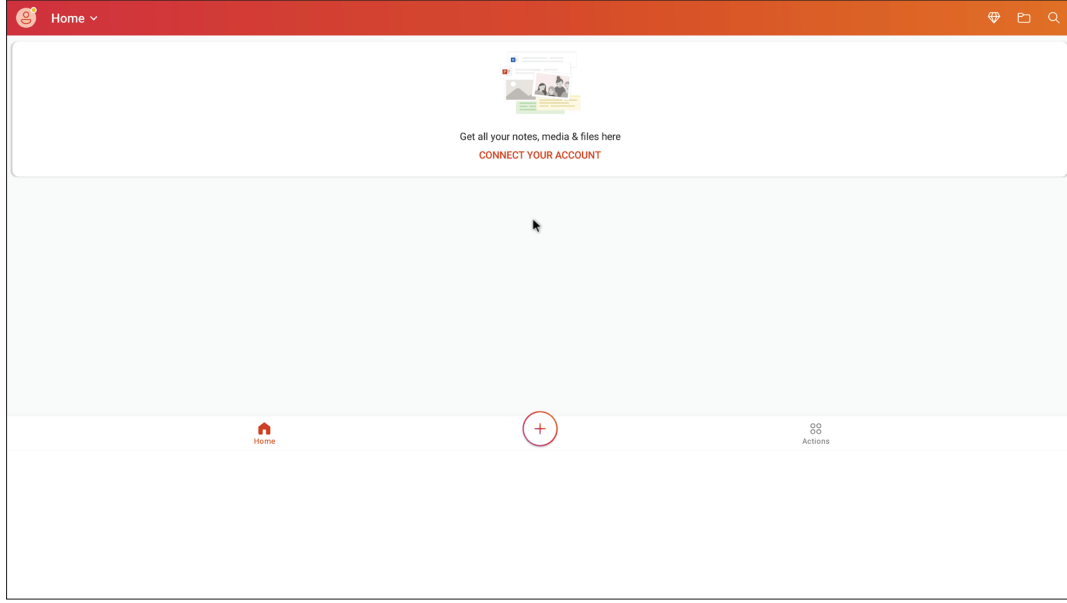 Home
Get all your notes, media & files here
CONNECT YOUR ACCOUNT
Home
Actions